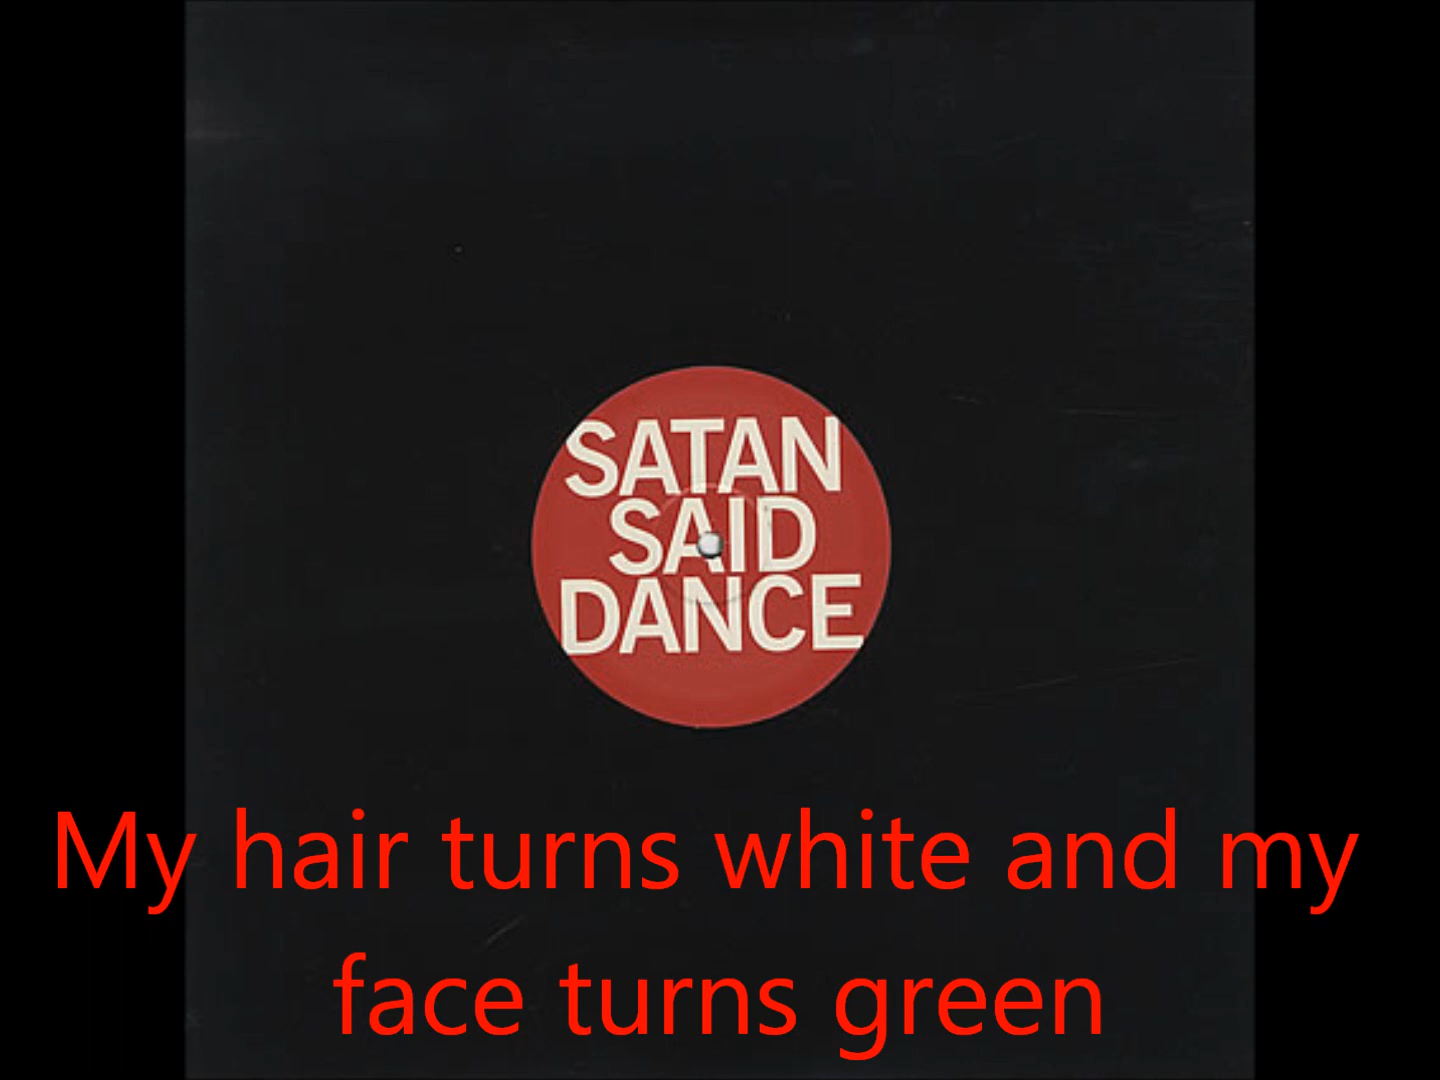 SATAN
SAID
DANCE
My hair turns white and my
face turns green